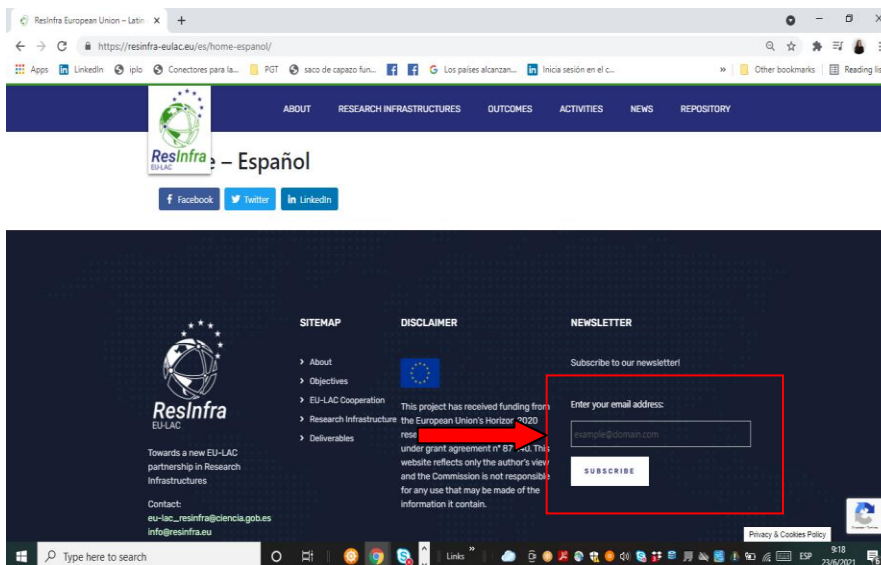 ResInfra European Union – Latin
https://resinfra-eulac.eu/es/home-espanol/
Apps LinkedIn iplo Conectores para la... PGT saco de capazo fun... Los países alcanzan... Inicia sesión en el c... » Other bookmarks Reading lis
ABOUT RESEARCH INFRASTRUCTURES OUTCOMES ACTIVITIES NEWS REPOSITORY
ResInfra
EU-LAC
e – Español
Facebook Twitter LinkedIn
ResInfra
EU-LAC
Towards a new EU-LAC
partnership in Research
Infrastructures
Contact:
eu-lac_resinfra@ciencia.gob.es
info@resinfra.eu
SITEMAP
About
Objectives
EU-LAC Cooperation
Research Infrastructure
Deliverables
DISCLAIMER
This project has received funding from
the European Union's Horizon 2020
under grant agreement n° 87 This
website reflects only the author's view
and the Commission is not responsible
for any use that may be made of the
information it contain.
NEWSLETTER
Subscribe to our newsletter!
Enter your email address:
example@domain.com
SUBSCRIBE
Privacy & Cookies Policy
Type here to search
Links »
ESP
9:18
23/6/2021